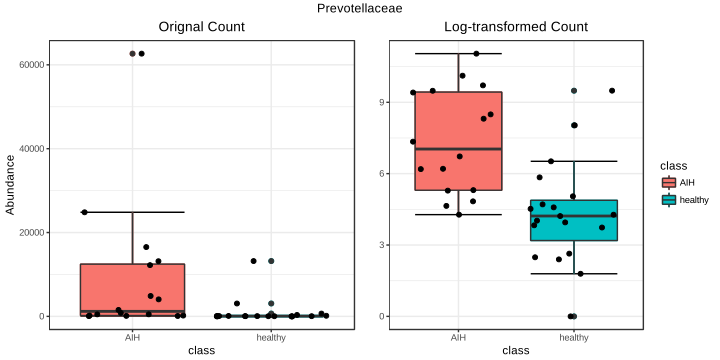 Prevotellaceae
Orignal Count
Log-transformed Count
Abundance
60000
40000
20000
0
AIH
healthy
class
9
6
3
0
AIH
healthy
class
class
AIH
healthy